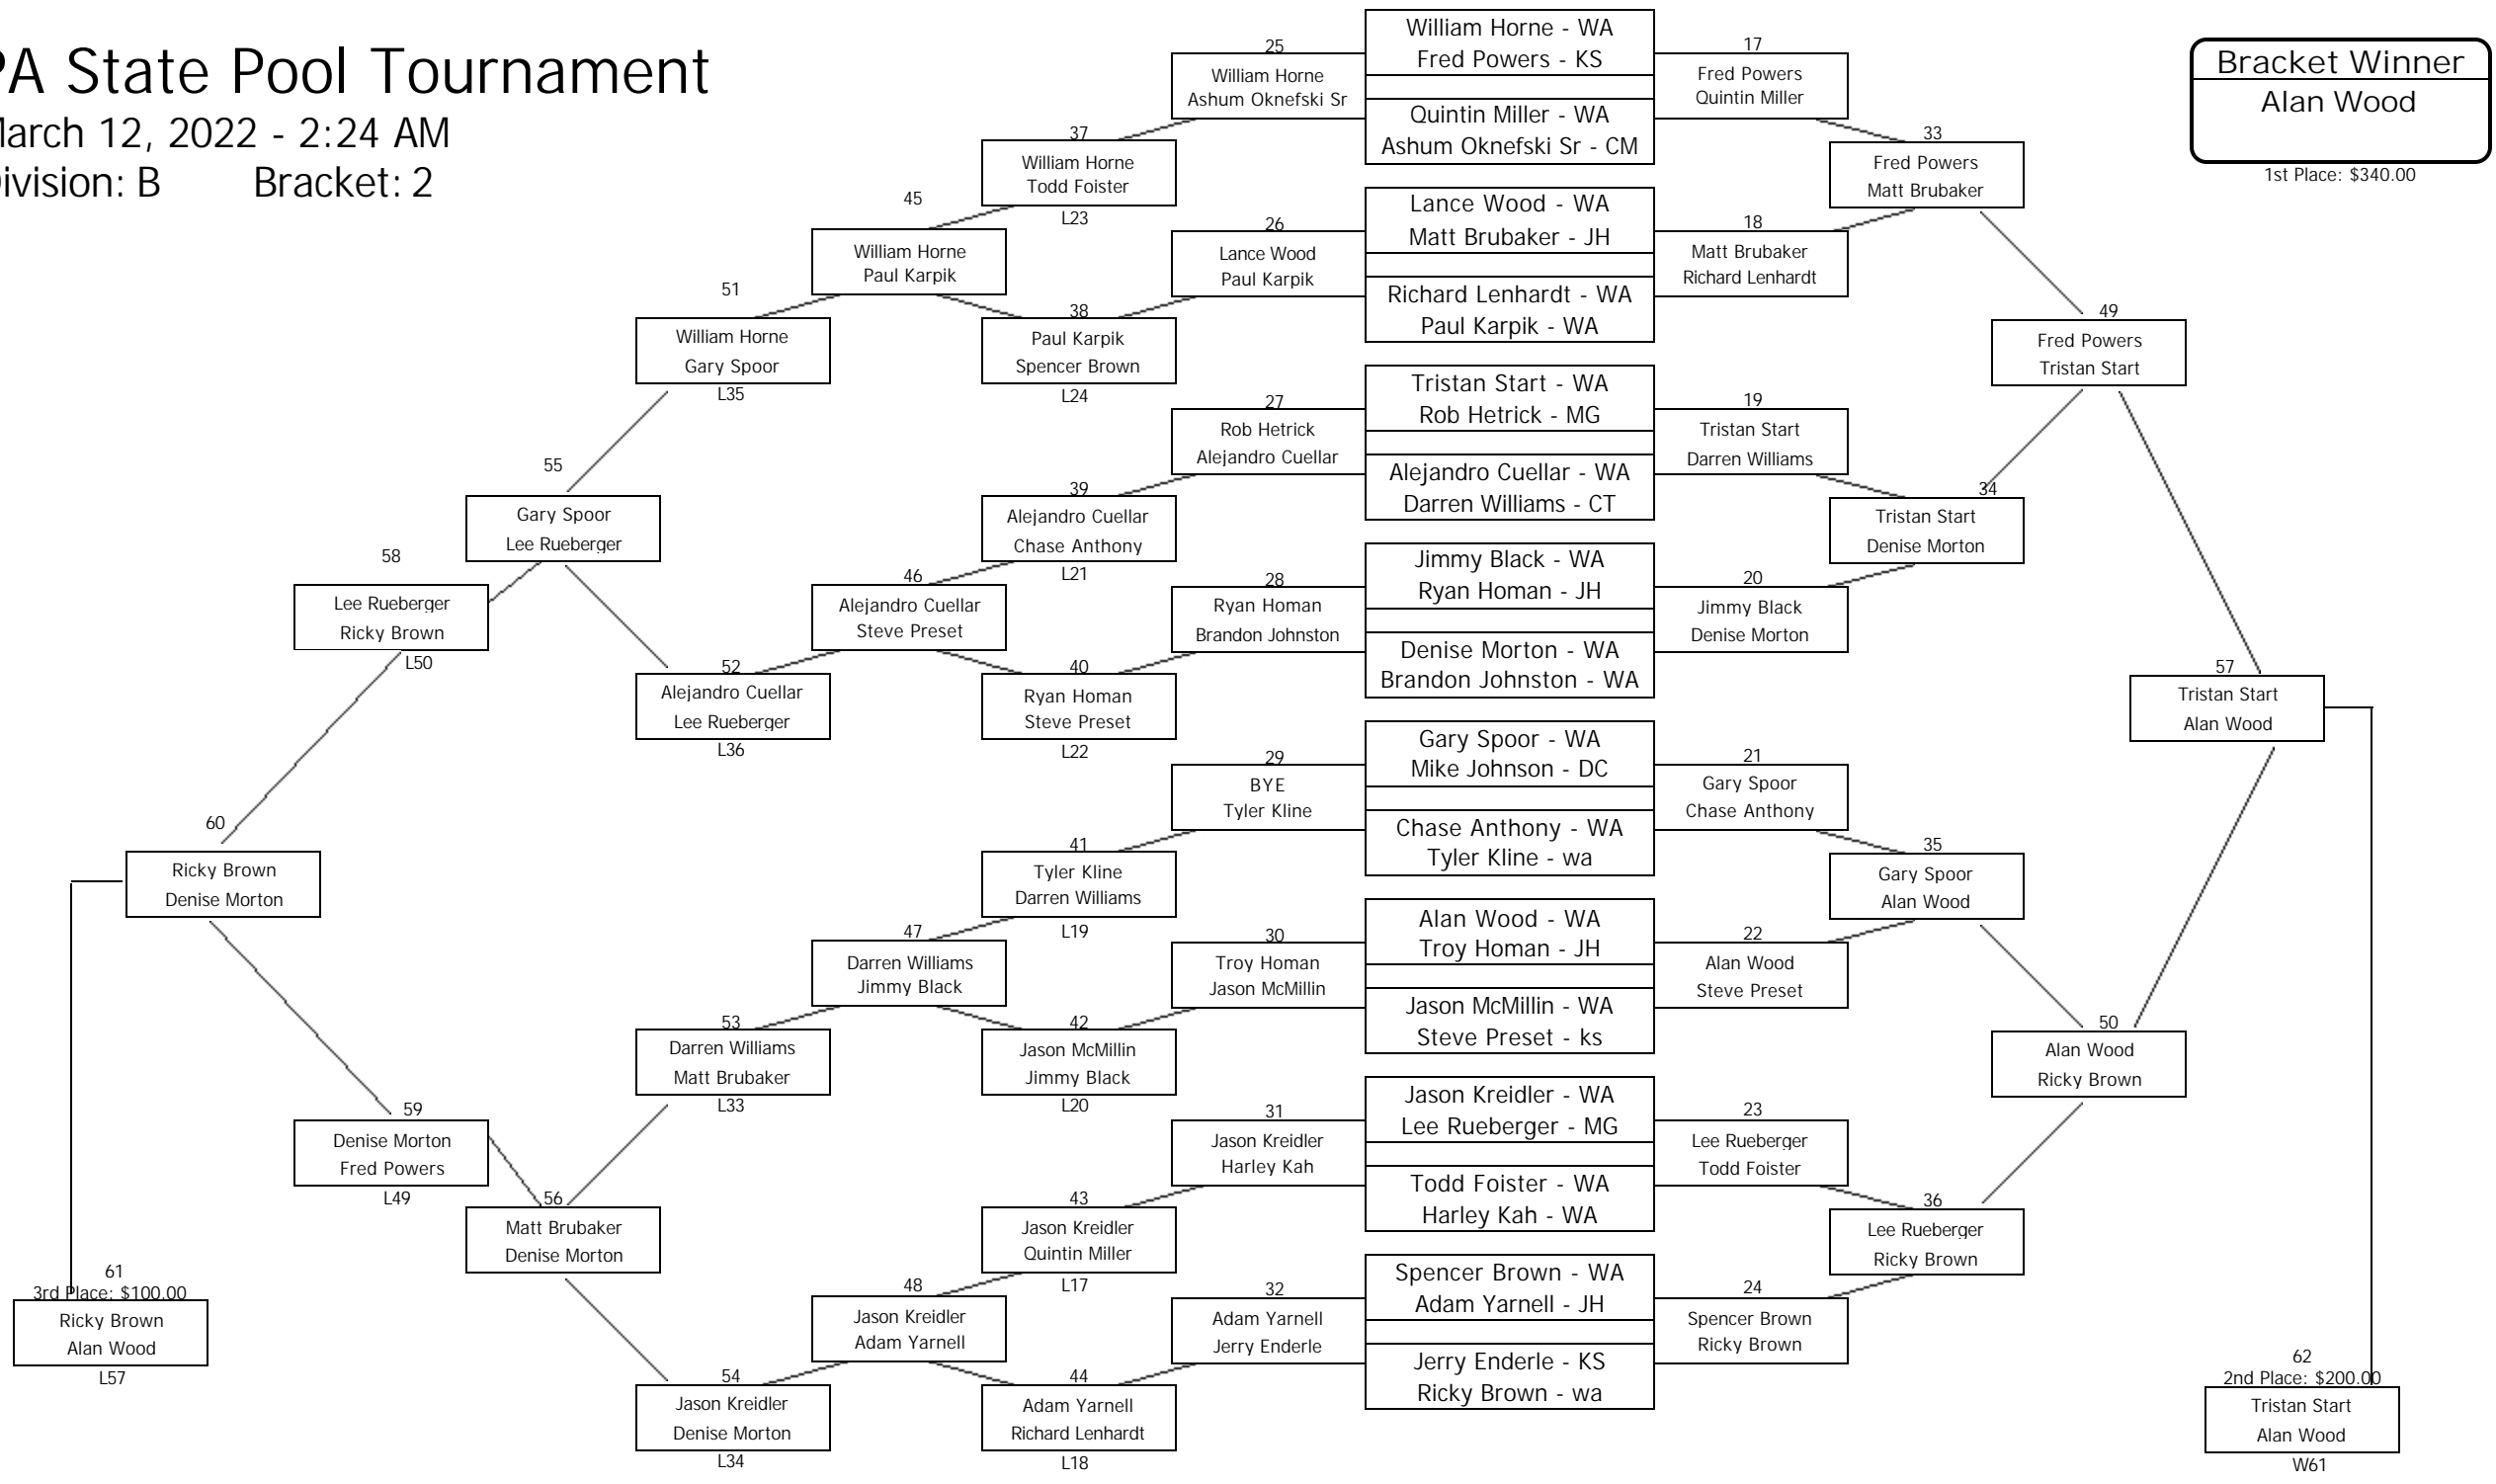 PA State Pool Tournament
March 12, 2022 - 2:24 AM
Division: B Bracket: 2
Bracket Winner
Alan Wood
1st Place: $340.00
61
3rd Place: $100.00
Ricky Brown
Alan Wood
L57
60
Ricky Brown
Denise Morton
58
Lee Rueberger
Ricky Brown
L50
59
Denise Morton
Fred Powers
L49
55
Gary Spoor
Lee Rueberger
56
Matt Brubaker
Denise Morton
51
William Horne
Gary Spoor
L35
52
Alejandro Cuellar
Lee Rueberger
L36
53
Darren Williams
Matt Brubaker
L33
54
Jason Kreidler
Denise Morton
L34
45
William Horne
Paul Karpik
46
Alejandro Cuellar
Steve Preset
47
Darren Williams
Jimmy Black
48
Jason Kreidler
Adam Yarnell
37
William Horne
Todd Foister
L23
38
Paul Karpik
Spencer Brown
L24
39
Alejandro Cuellar
Chase Anthony
L21
40
Ryan Homan
Steve Preset
L22
41
Tyler Kline
Darren Williams
L19
42
Jason McMillin
Jimmy Black
L20
43
Jason Kreidler
Quintin Miller
L17
44
Adam Yarnell
Richard Lenhardt
L18
25
William Horne
Ashum Oknefski Sr
26
Lance Wood
Paul Karpik
27
Rob Hetrick
Alejandro Cuellar
28
Ryan Homan
Brandon Johnston
29
BYE
Tyler Kline
30
Troy Homan
Jason McMillin
31
Jason Kreidler
Harley Kah
32
Adam Yarnell
Jerry Enderle
William Horne - WA
Fred Powers - KS
Quintin Miller - WA
Ashum Oknefski Sr - CM
Lance Wood - WA
Matt Brubaker - JH
Richard Lenhardt - WA
Paul Karpik - WA
Tristan Start - WA
Rob Hetrick - MG
Alejandro Cuellar - WA
Darren Williams - CT
Jimmy Black - WA
Ryan Homan - JH
Denise Morton - WA
Brandon Johnston - WA
Gary Spoor - WA
Mike Johnson - DC
Chase Anthony - WA
Tyler Kline - wa
Alan Wood - WA
Troy Homan - JH
Jason McMillin - WA
Steve Preset - ks
Jason Kreidler - WA
Lee Rueberger - MG
Todd Foister - WA
Harley Kah - WA
Spencer Brown - WA
Adam Yarnell - JH
Jerry Enderle - KS
Ricky Brown - wa
17
Fred Powers
Quintin Miller
18
Matt Brubaker
Richard Lenhardt
19
Tristan Start
Darren Williams
20
Jimmy Black
Denise Morton
21
Gary Spoor
Chase Anthony
22
Alan Wood
Steve Preset
23
Lee Rueberger
Todd Foister
24
Spencer Brown
Ricky Brown
33
Fred Powers
Matt Brubaker
34
Tristan Start
Denise Morton
35
Gary Spoor
Alan Wood
36
Lee Rueberger
Ricky Brown
49
Fred Powers
Tristan Start
50
Alan Wood
Ricky Brown
57
Tristan Start
Alan Wood
62
2nd Place: $200.00
Tristan Start
Alan Wood
W61